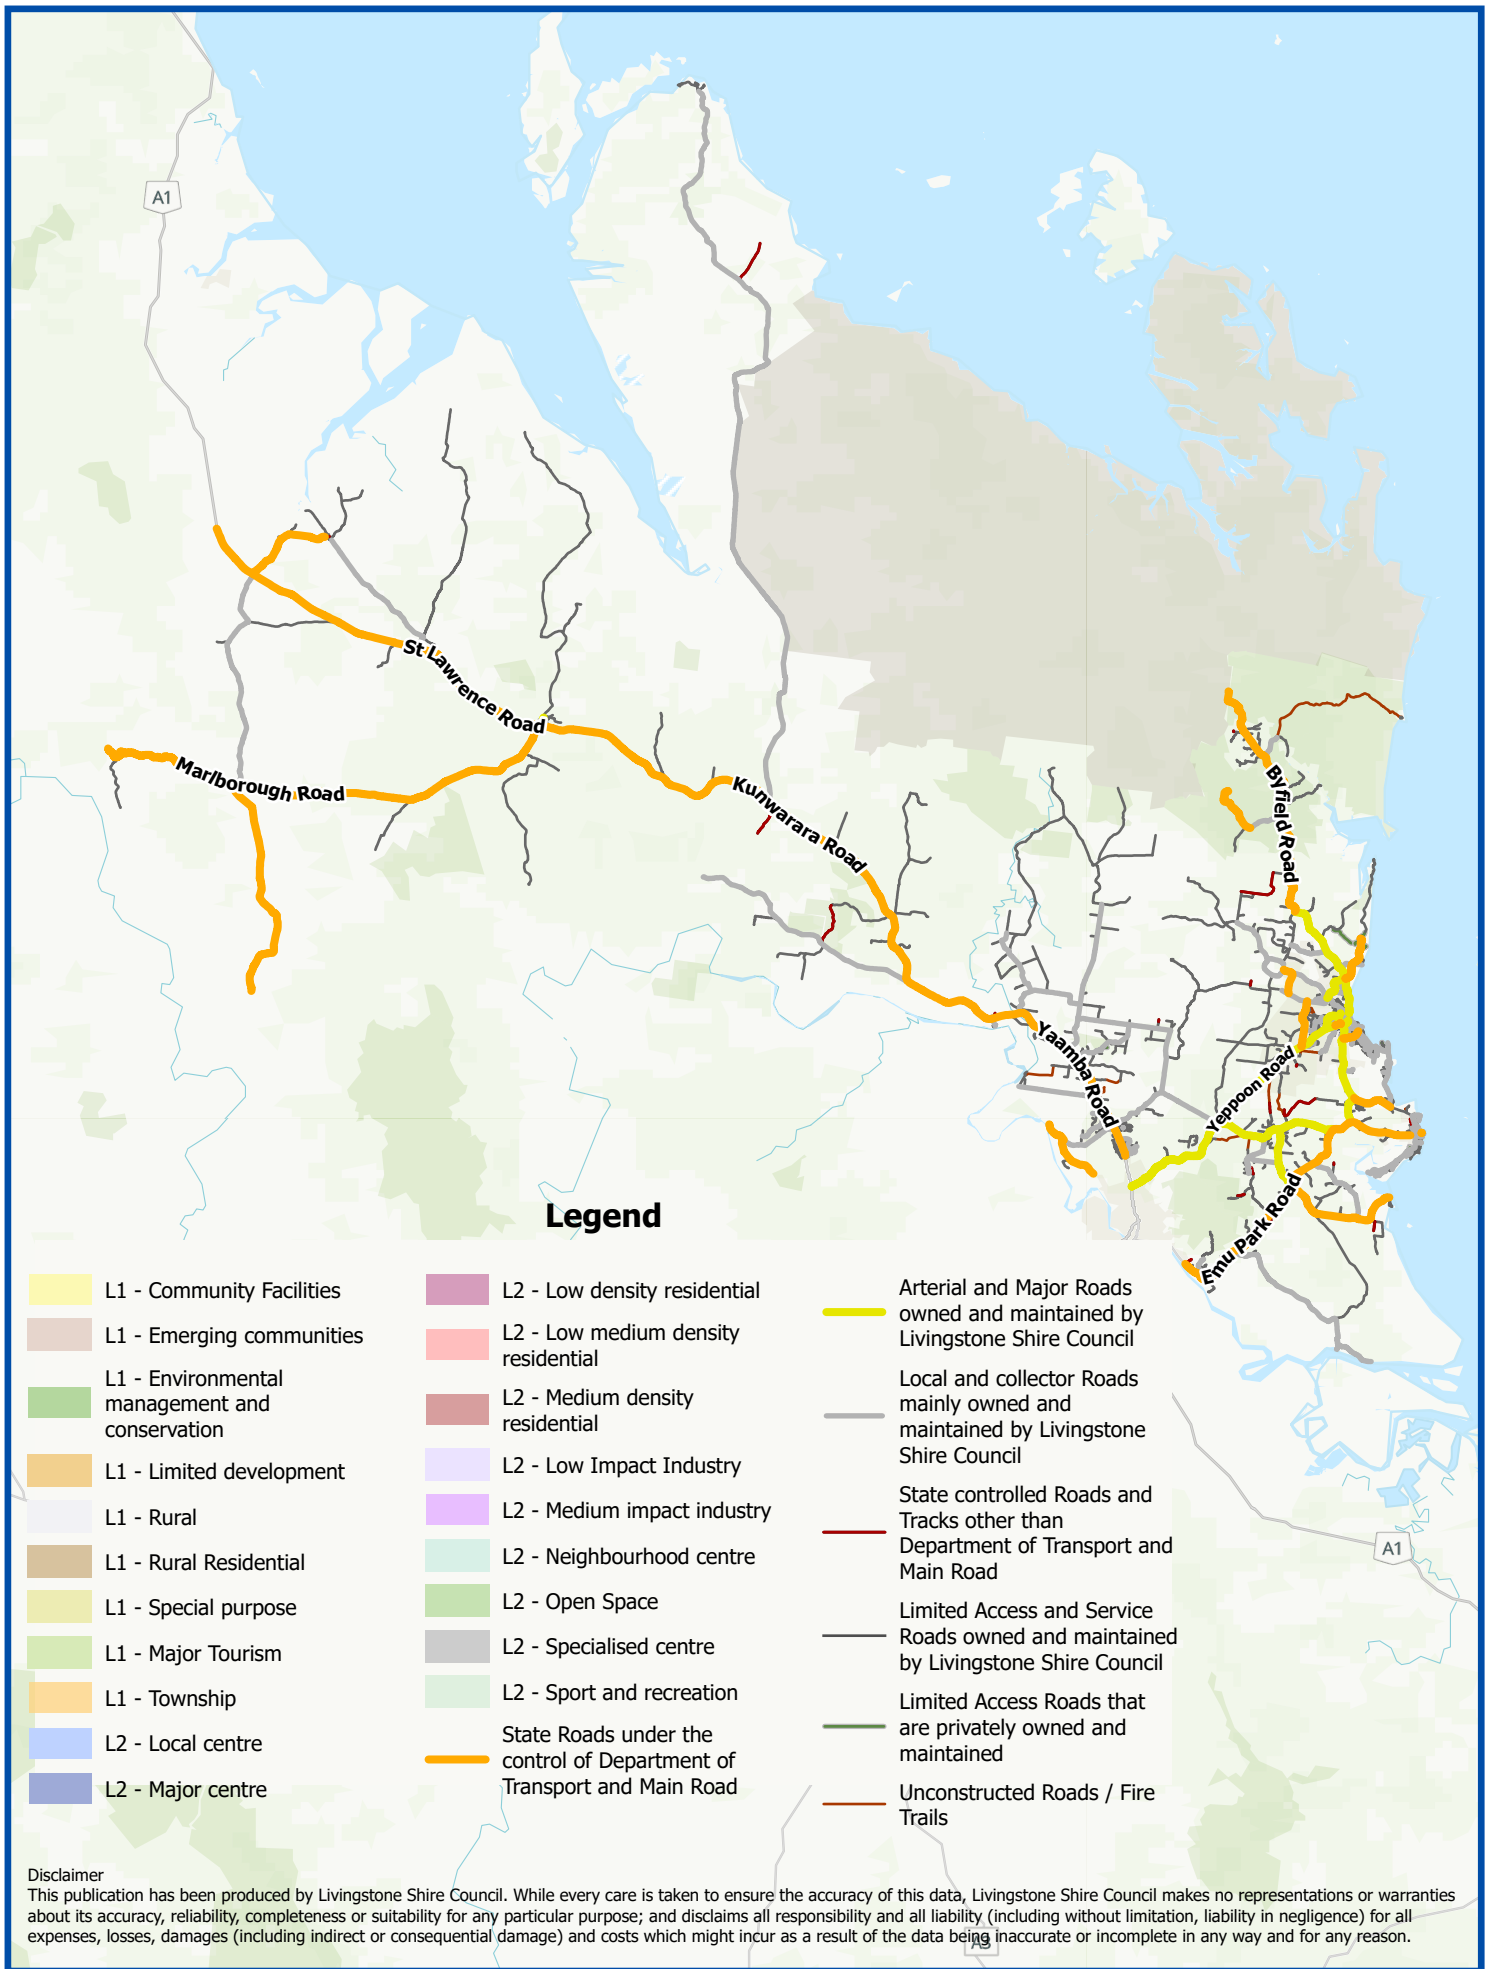 A1
St Lawrence Road
Marlborough Road
Kunwarara Road
Byfield Road
Yaamba Road
Yeppoon Road
Emu Park Road
Legend
L1 - Community Facilities
L1 - Emerging communities
L1 - Environmental
management and
conservation
L1 - Limited development
L1 - Rural
L1 - Rural Residential
L1 - Special purpose
L1 - Major Tourism
L1 - Township
L2 - Local centre
L2 - Major centre
L2 - Low density residential
L2 - Low medium density
residential
L2 - Medium density
residential
L2 - Low Impact Industry
L2 - Medium impact industry
L2 - Neighbourhood centre
L2 - Open Space
L2 - Specialised centre
L2 - Sport and recreation
State Roads under the
control of Department of
Transport and Main Road
Arterial and Major Roads
owned and maintained by
Livingstone Shire Council
Local and collector Roads
mainly owned and
maintained by Livingstone
Shire Council
State controlled Roads and
Tracks other than
Department of Transport and
Main Road
Limited Access and Service
Roads owned and maintained
by Livingstone Shire Council
Limited Access Roads that
are privately owned and
maintained
Unconstructed Roads / Fire
Trails
A1
Disclaimer
This publication has been produced by Livingstone Shire Council. While every care is taken to ensure the accuracy of this data, Livingstone Shire Council makes no representations or warranties
about its accuracy, reliability, completeness or suitability for any particular purpose; and disclaims all responsibility and all liability (including without limitation, liability in negligence) for all
expenses, losses, damages (including indirect or consequential damage) and costs which might incur as a result of the data being inaccurate or incomplete in any way and for any reason.
A3